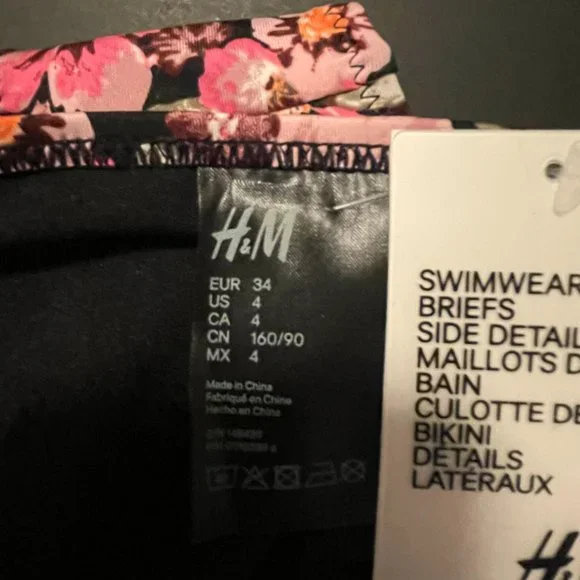 H&M
EUR 34
US 4
CA 4
CN 160/90
MX 4
Made in China
Fabriqué en Chine
Hecho en China
SWIMWEAR
BRIEFS
SIDE DETAIL
MAILLOTS D
BAIN
CULOTTE DE
BIKINI
DÉTAILS
LATÉRAUX
H&M